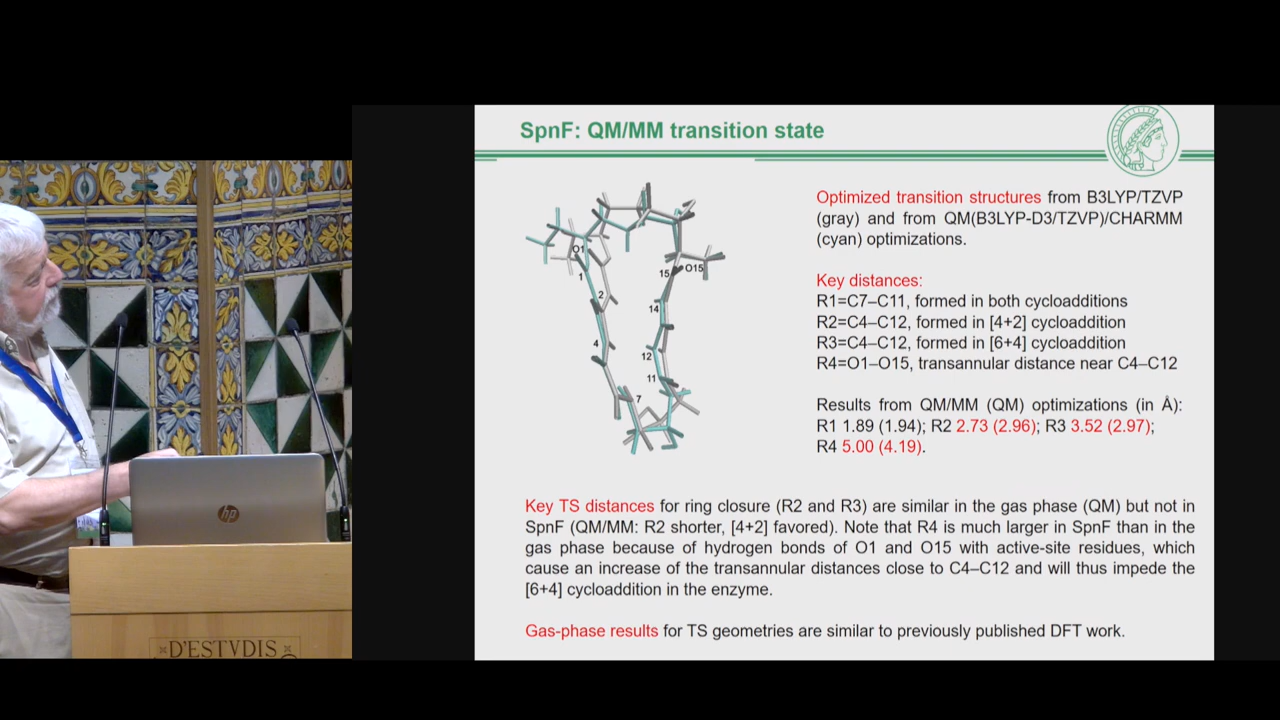 SpnF: QM/MM transition state
O1
1
2
4
7
15
O15
14
12
11
Optimized transition structures from B3LYP/TZVP
(gray) and from QM(B3LYP-D3/TZVP)/CHARMM
(cyan) optimizations.
Key distances:
R1=C7–C11, formed in both cycloadditions
R2=C4–C12, formed in [4+2] cycloaddition
R3=C4–C12, formed in [6+4] cycloaddition
R4=O1–O15, transannular distance near C4–C12
Results from QM/MM (QM) optimizations (in Å):
R1 1.89 (1.94); R2 2.73 (2.96); R3 3.52 (2.97);
R4 5.00 (4.19).
Key TS distances for ring closure (R2 and R3) are similar in the gas phase (QM) but not in
SpnF (QM/MM: R2 shorter, [4+2] favored). Note that R4 is much larger in SpnF than in the
gas phase because of hydrogen bonds of O1 and O15 with active-site residues, which
cause an increase of the transannular distances close to C4–C12 and will thus impede the
[6+4] cycloaddition in the enzyme.
Gas-phase results for TS geometries are similar to previously published DFT work.
hp
D'ESTVDIS